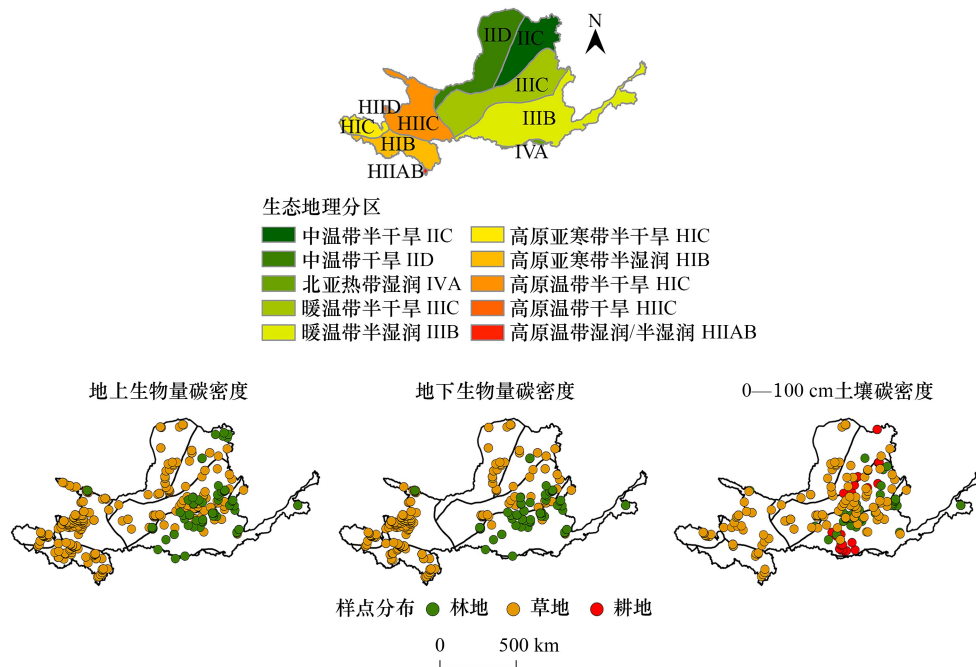 N
IID
IIC
IIIC
HIID
HIIC
IIIB
HIC
HIB
IVA
HIIAB
生态地理分区
中温带半干旱 IIC
高原亚寒带半干旱 HIC
中温带干旱 IID
高原亚寒带半湿润 HIB
北亚热带湿润 IVA
高原温带半干旱 HIC
暖温带半干旱 IIIC
高原温带干旱 HIIC
暖温带半湿润 IIIB
高原温带湿润/半湿润 HIIAB
地上生物量碳密度
地下生物量碳密度
0—100 cm土壤碳密度
样点分布 林地 草地 耕地
0 500 km